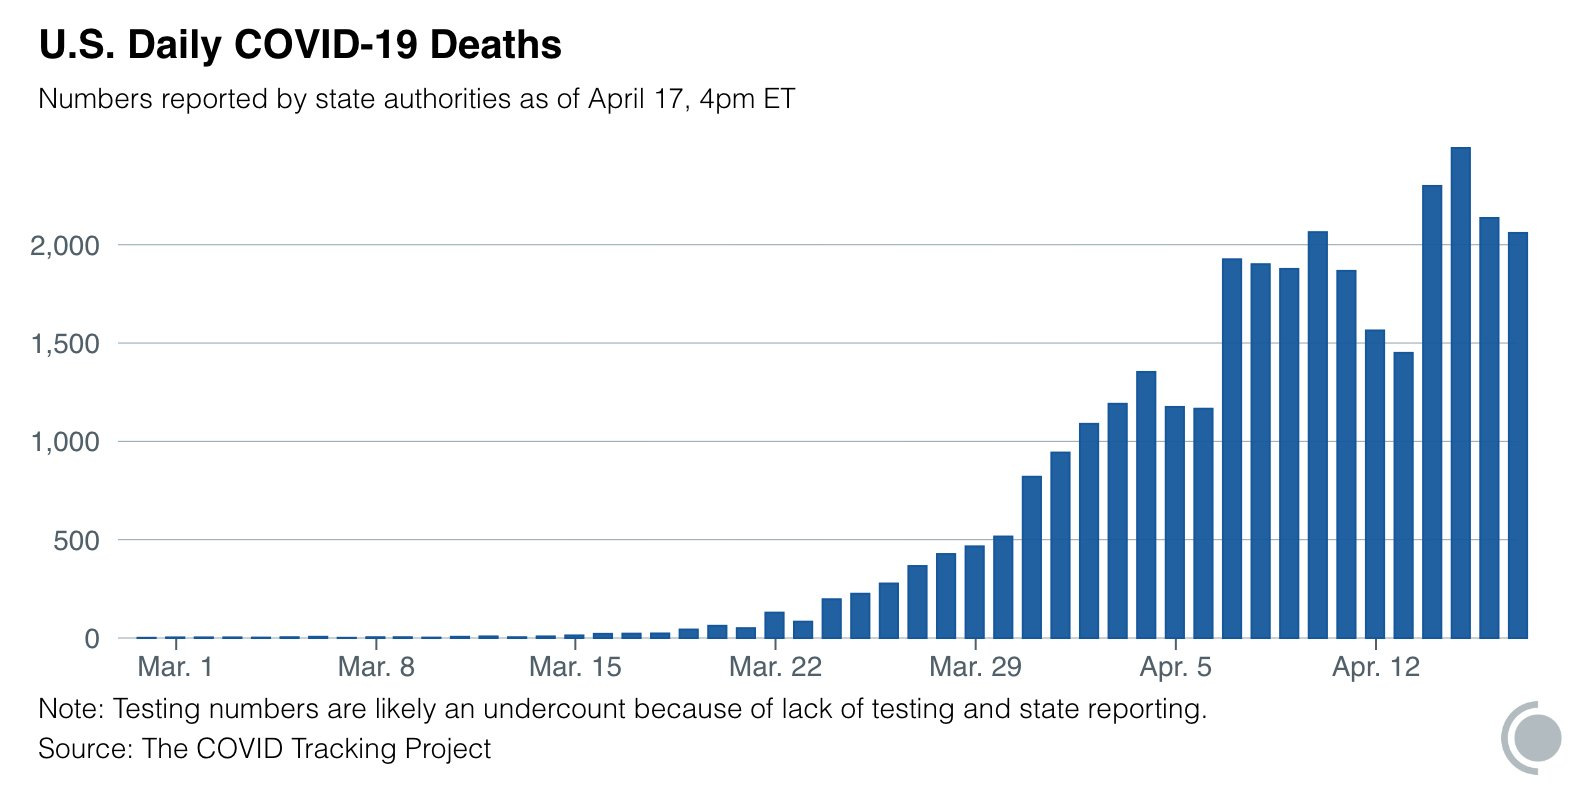 U.S. Daily COVID-19 Deaths
Numbers reported by state authorities as of April 17, 4pm ET
2,000
1,500
1,000
500
0
Mar. 1 Mar. 8 Mar. 15 Mar. 22 Mar. 29 Apr. 5 Apr. 12
Note: Testing numbers are likely an undercount because of lack of testing and state reporting.
Source: The COVID Tracking Project